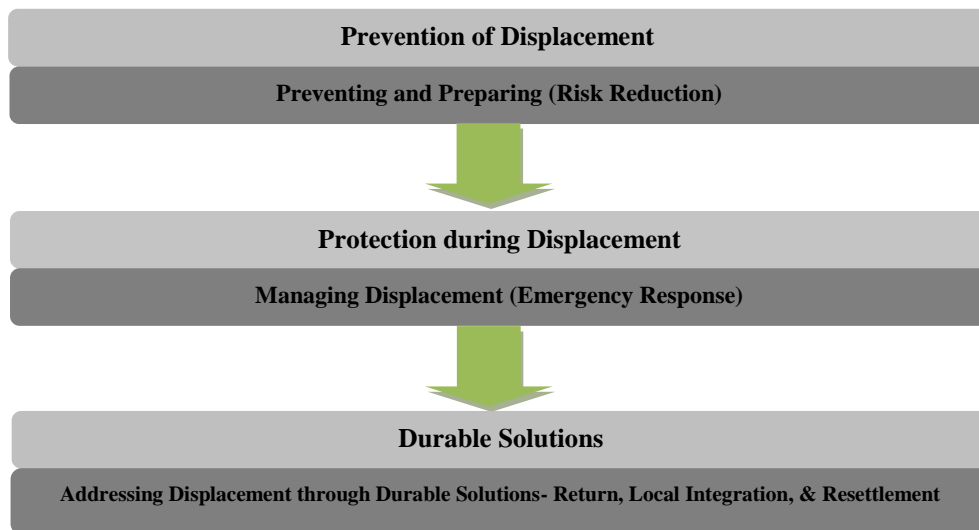 Prevention of Displacement
Preventing and Preparing (Risk Reduction)
Protection during Displacement
Managing Displacement (Emergency Response)
Durable Solutions
Addressing Displacement through Durable Solutions- Return, Local Integration, & Resettlement